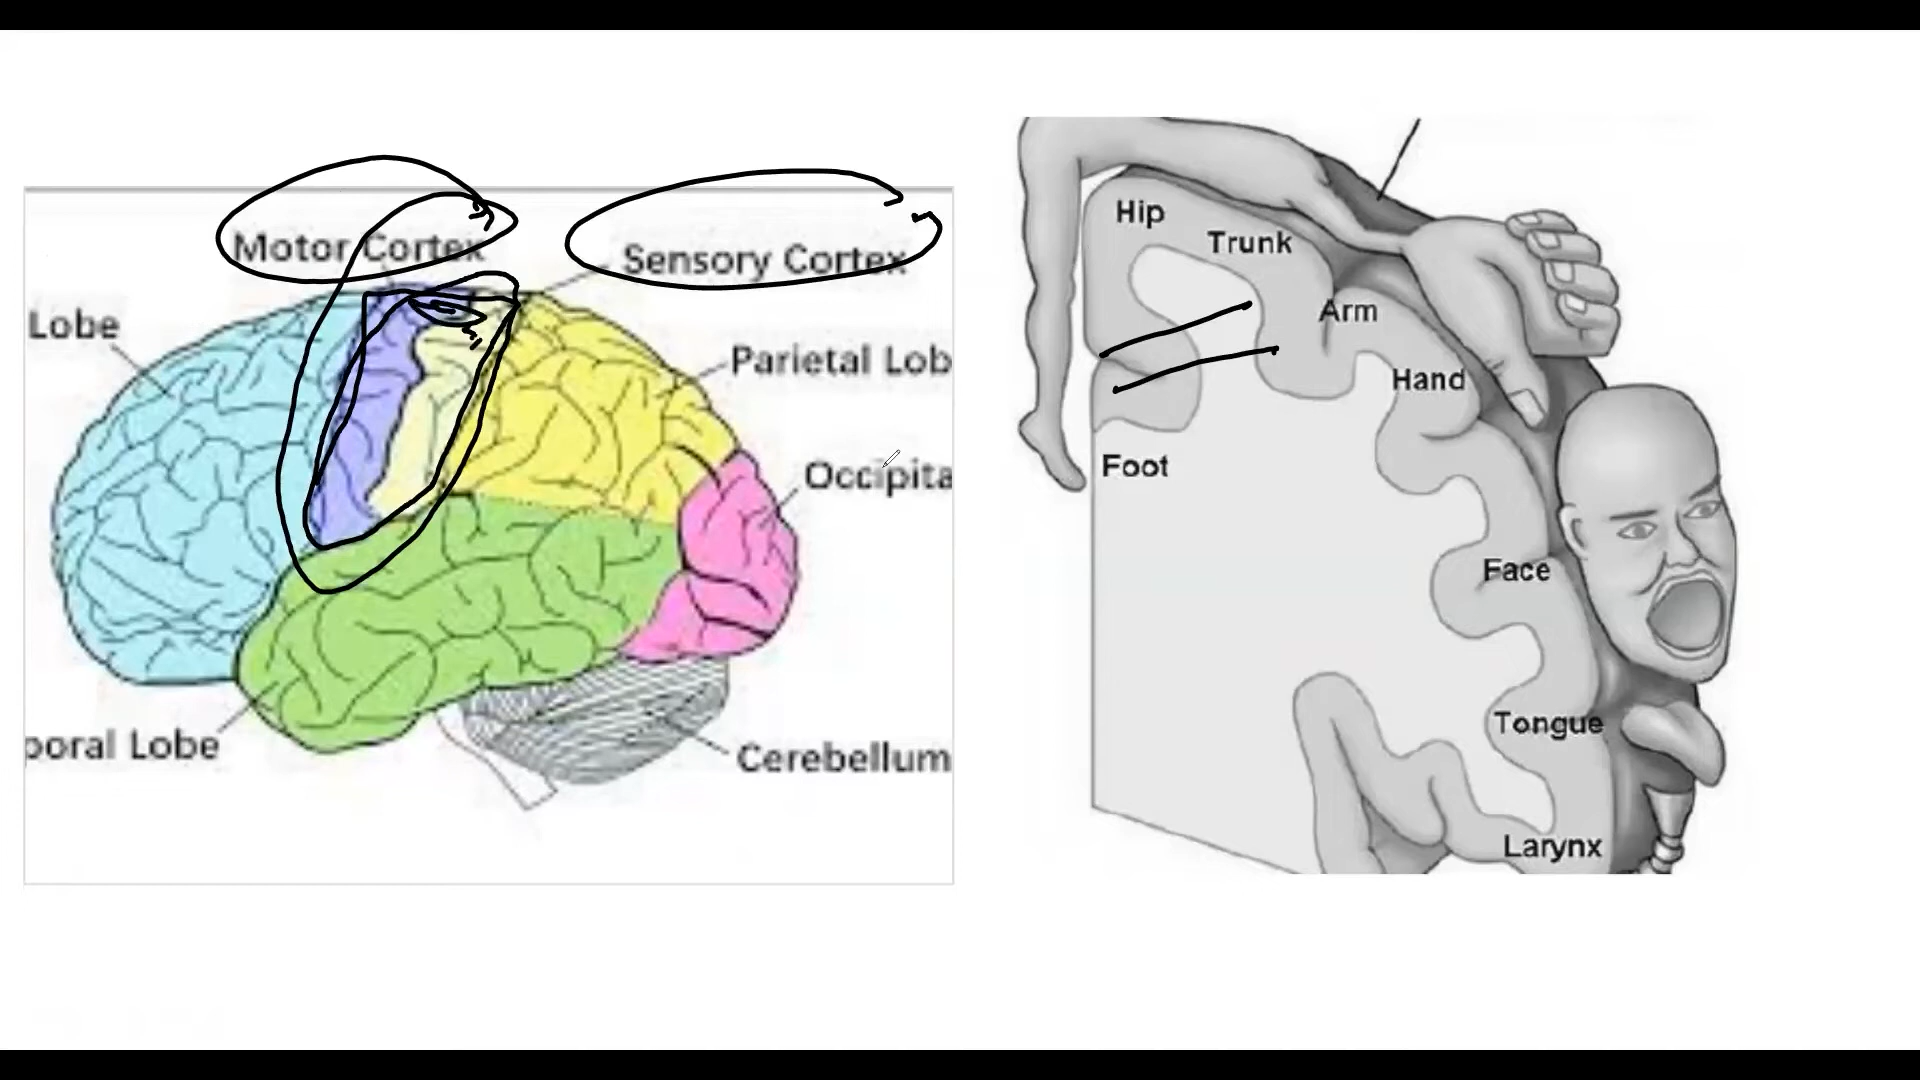 Motor Cortex
Sensory Cortex
Lobe
Parietal Lob
Occipita
poral Lobe
Cerebellum
Hip
Trunk
Arm
Hand
Foot
Face
Tongue
Larynx